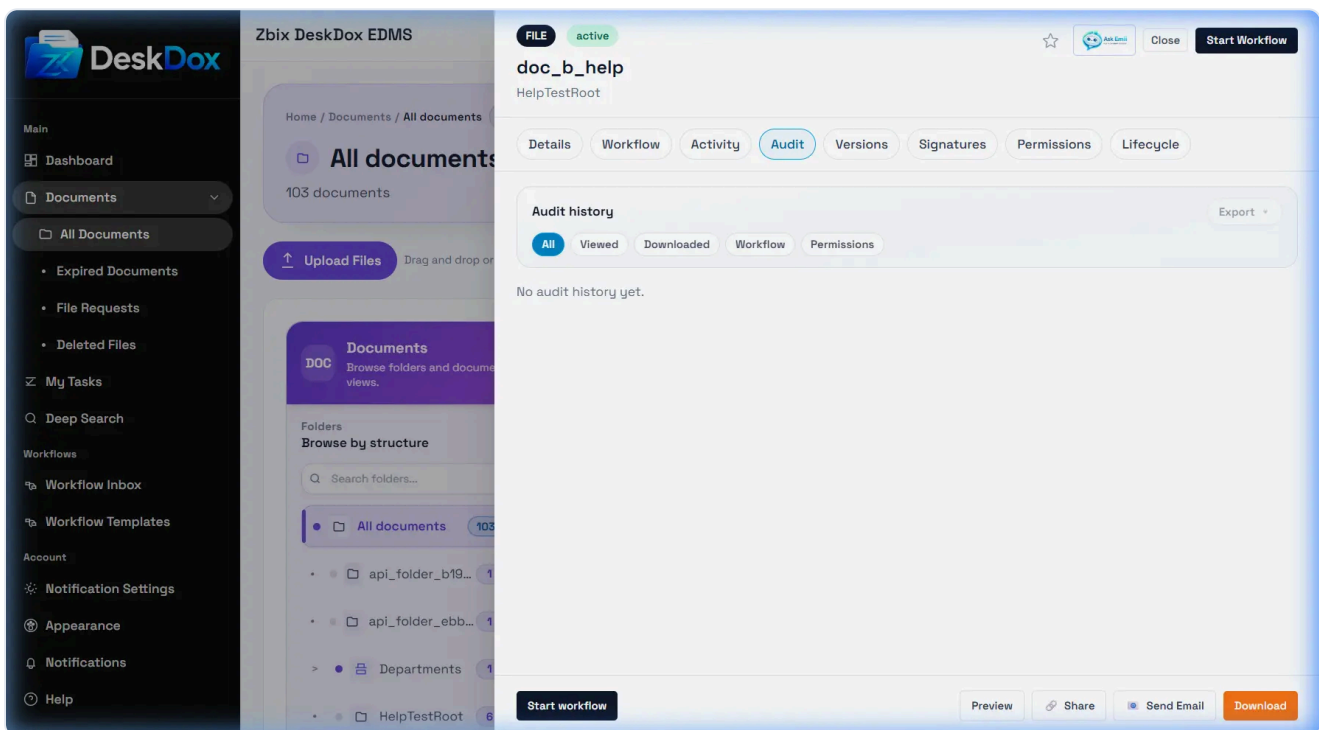 DeskDox
Main
Dashboard
Documents
All Documents
Expired Documents
File Requests
Deleted Files
My Tasks
Deep Search
Workflows
Workflow Inbox
Workflow Templates
Account
Notification Settings
Appearance
Notifications
Help
Zbix DeskDox EDMS
Home / Documents / All documents
All documents
103 documents
Upload Files
Drag and drop or
DOC
Documents
Browse folders and docume
views.
Folders
Browse by structure
Search folders...
All documents 103
api_folder_b19... 1
api_folder_ebb... 1
Departments 1
HelpTestRoot 6
FILE active
Ask Emii
Close
Start Workflow
doc_b_help
HelpTestRoot
Details Workflow Activity Audit Versions Signatures Permissions Lifecycle
Audit history
Export
All Viewed Downloaded Workflow Permissions
No audit history yet.
Start workflow
Preview Share Send Email Download